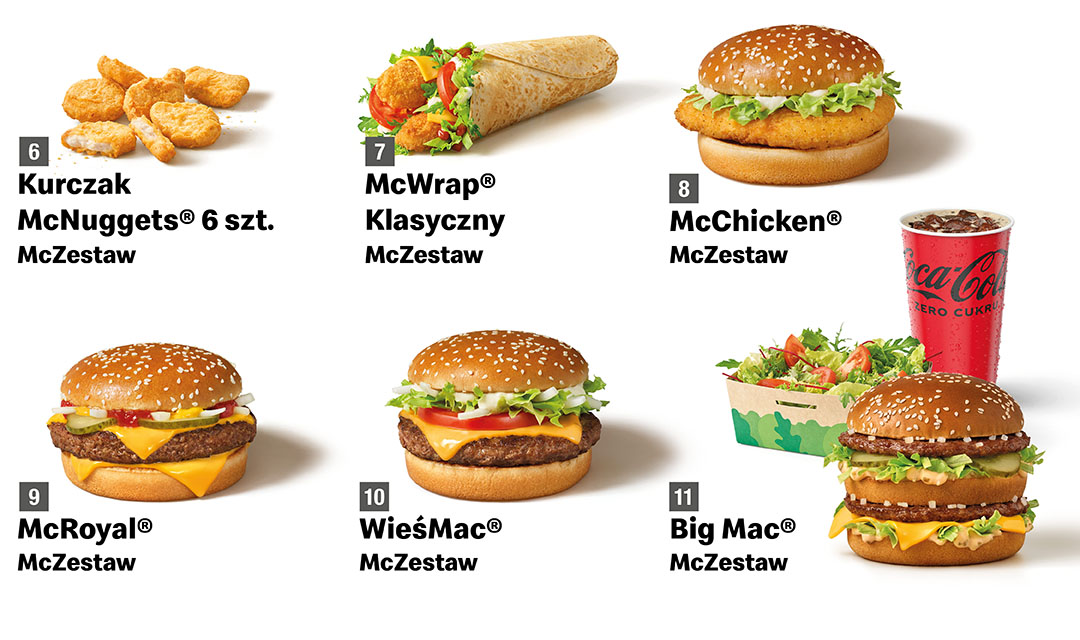 6
Kurczak
McNuggets® 6 szt.
McZestaw
7
McWrap®
Klasyczny
McZestaw
8
McChicken®
McZestaw
Coca-Cola
ZERO CUKRU
9
McRoyal®
McZestaw
10
WieśMac®
McZestaw
11
Big Mac®
McZestaw